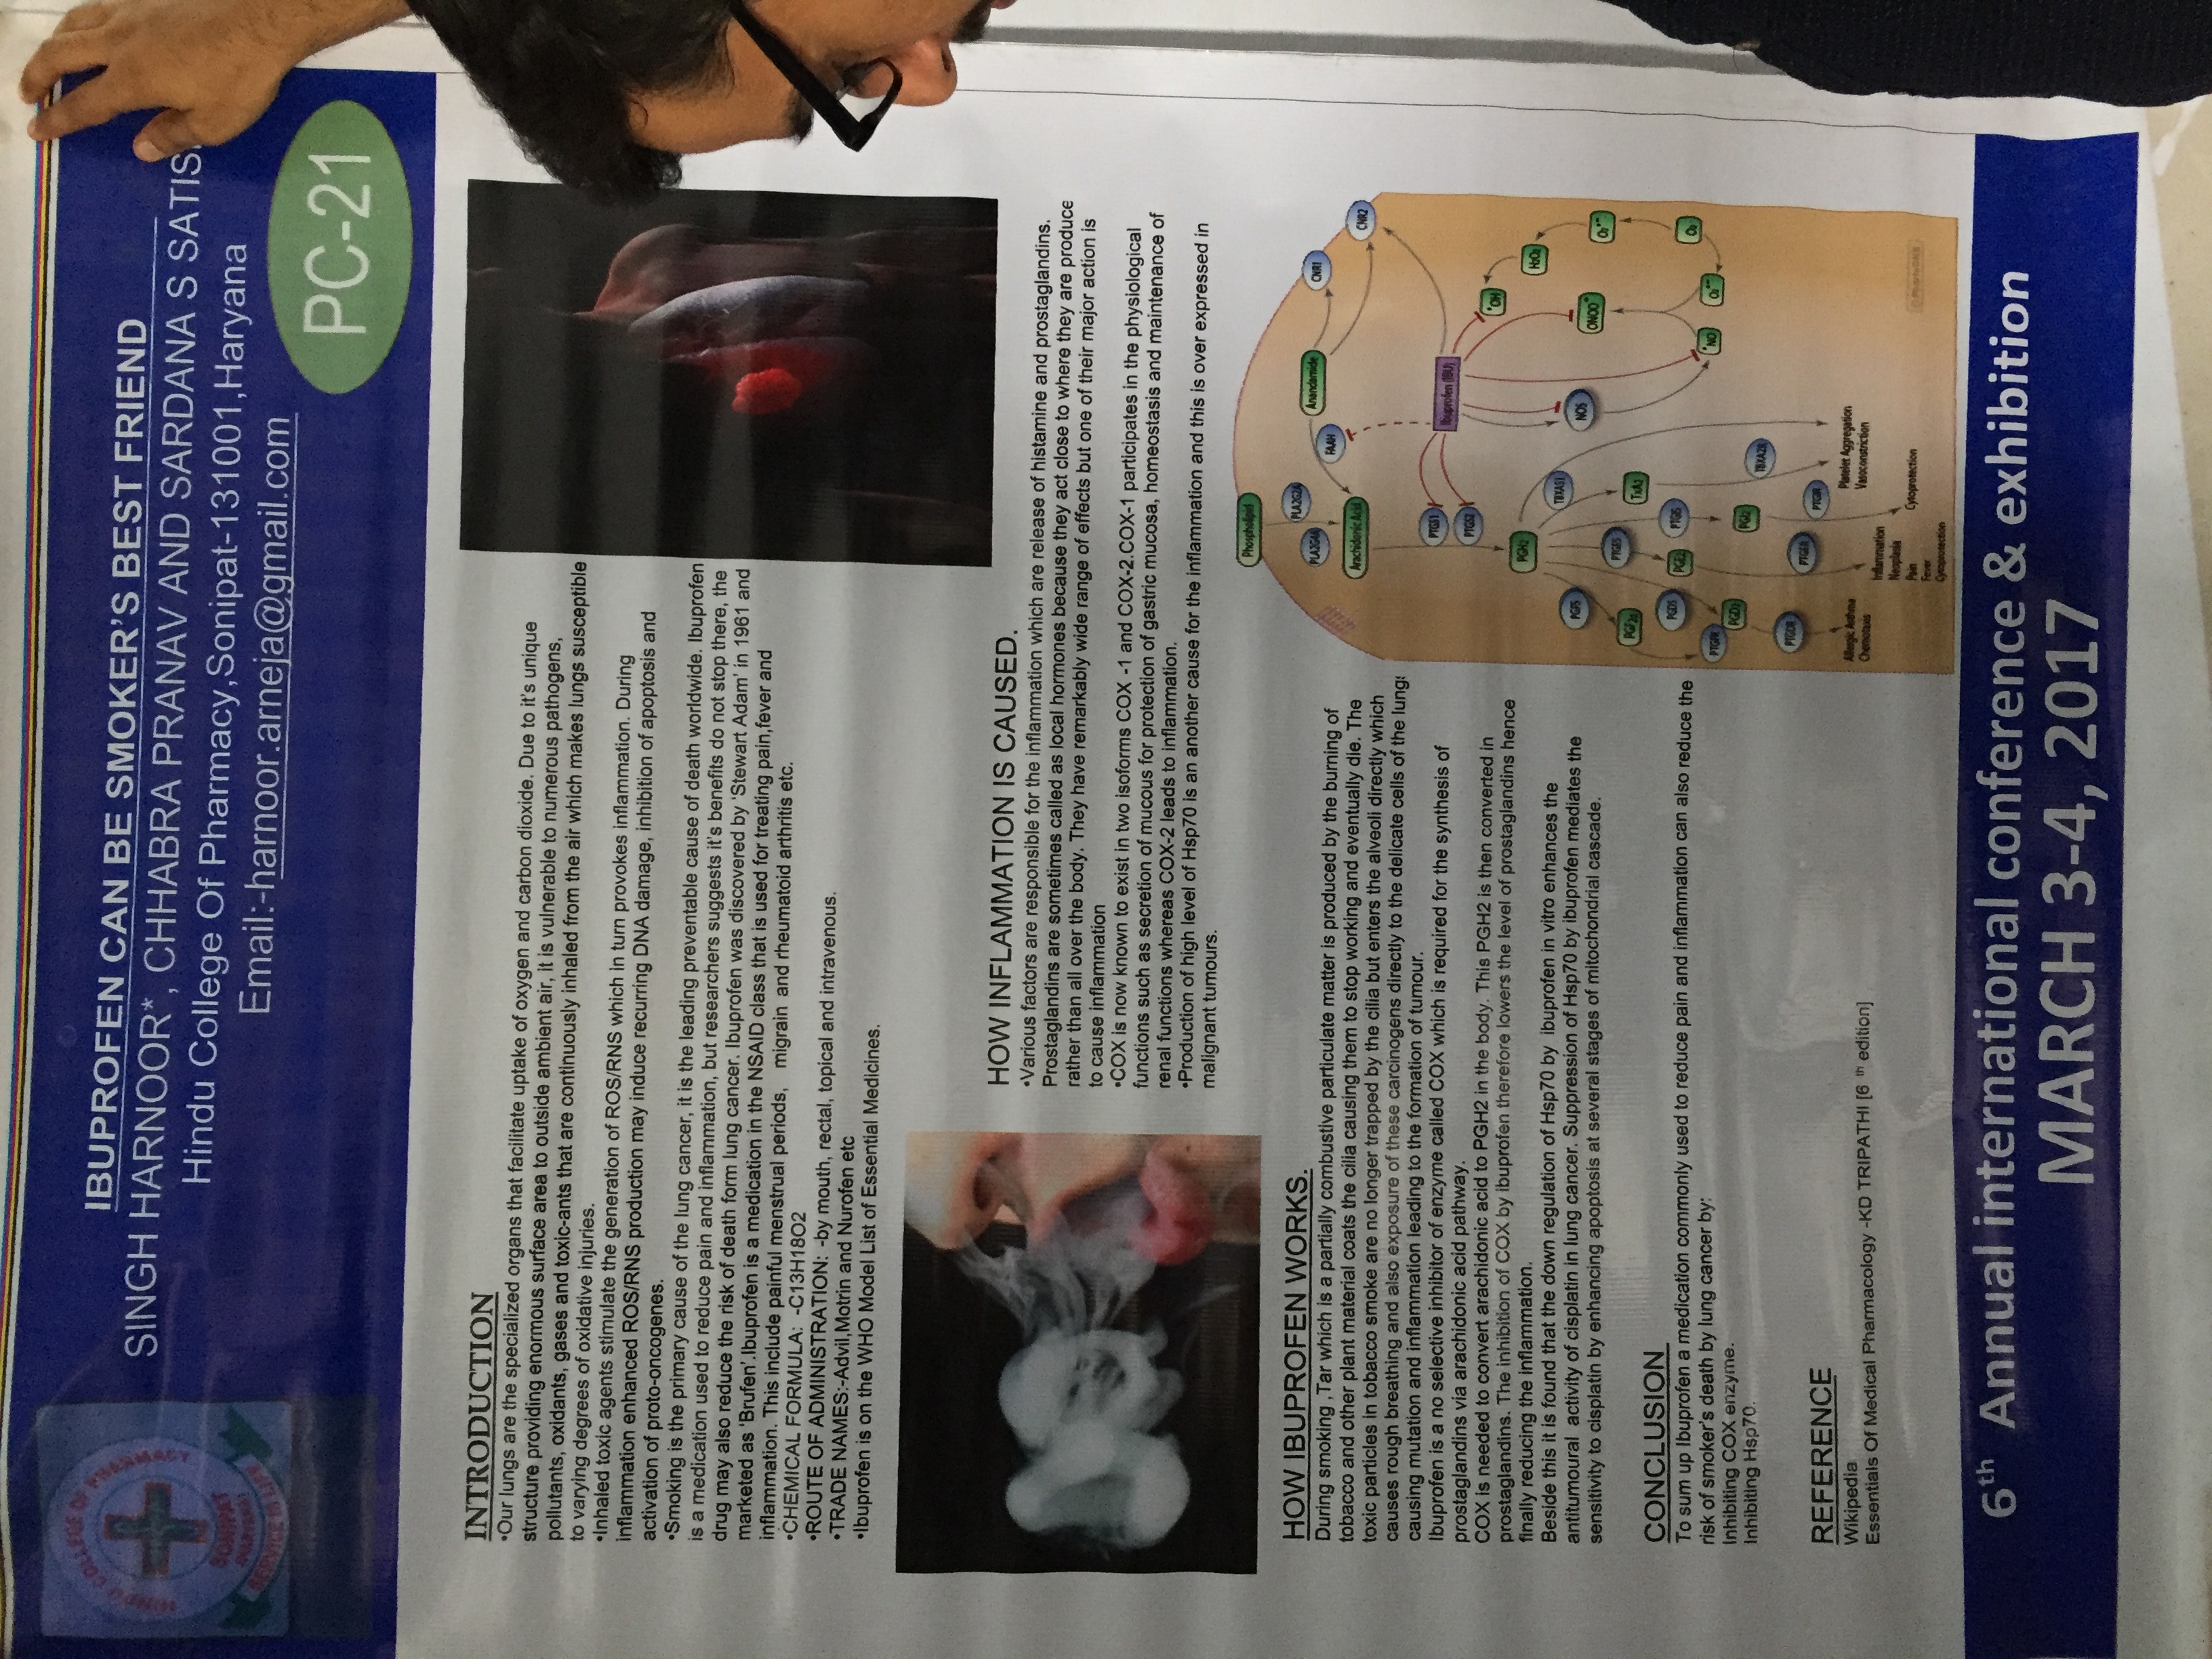 HINDU COLLEGE OF PHARMACY
SONIPAT
(HARYANA)
SERVICE IS LIFE
IBUPROFEN CAN BE SMOKER'S BEST FRIEND
SINGH HARNOOR*, CHHABRA PRANAV AND SARDANA S SATIS
Hindu College Of Pharmacy,Sonipat-131001,Haryana
Email:-harnoor.arneja@gmail.com
PC-21
INTRODUCTION
•Our lungs are the specialized organs that facilitate uptake of oxygen and carbon dioxide. Due to it's unique
structure providing enormous surface area to outside ambient air, it is vulnerable to numerous pathogens,
pollutants, oxidants, gases and toxic-ants that are continuously inhaled from the air which makes lungs susceptible
to varying degrees of oxidative injuries.
•Inhaled toxic agents stimulate the generation of ROS/RNS which in turn provokes inflammation. During
inflammation enhanced ROS/RNS production may induce recurring DNA damage, inhibition of apoptosis and
activation of proto-oncogenes.
•Smoking is the primary cause of the lung cancer, it is the leading preventable cause of death worldwide. Ibuprofen
is a medication used to reduce pain and inflammation, but researchers suggests it's benefits do not stop there, the
drug may also reduce the risk of death form lung cancer. Ibuprofen was discovered by 'Stewart Adam' in 1961 and
marketed as 'Brufen'.Ibuprofen is a medication in the NSAID class that is used for treating pain,fever and
inflammation. This include painful menstrual periods, migrain and rheumatoid arthritis etc.
•CHEMICAL FORMULA: -C13H18O2
•ROUTE OF ADMINISTRATION: -by mouth, rectal, topical and intravenous.
•TRADE NAMES:-Advil,Motrin and Nurofen etc
•Ibuprofen is on the WHO Model List of Essential Medicines.
HOW INFLAMMATION IS CAUSED.
•Various factors are responsible for the inflammation which are release of histamine and prostaglandins.
Prostaglandins are sometimes called as local hormones because they act close to where they are produce
rather than all over the body. They have remarkably wide range of effects but one of their major action is
to cause inflammation
•COX is now known to exist in two isoforms COX -1 and COX-2.COX-1 participates in the physiological
functions such as secretion of mucous for protection of gastric mucosa, homeostasis and maintenance of
renal functions whereas COX-2 leads to inflammation.
•Production of high level of Hsp70 is an another cause for the inflammation and this is over expressed in
malignant tumours.
HOW IBUPROFEN WORKS.
During smoking ,Tar which is a partially combustive particulate matter is produced by the burning of
tobacco and other plant material coats the cilia causing them to stop working and eventually die. The
toxic particles in tobacco smoke are no longer trapped by the cilia but enters the alveoli directly which
causes rough breathing and also exposure of these carcinogens directly to the delicate cells of the lungs
causing mutation and inflammation leading to the formation of tumour.
Ibuprofen is a no selective inhibitor of enzyme called COX which is required for the synthesis of
prostaglandins via arachidonic acid pathway.
COX is needed to convert arachidonic acid to PGH2 in the body. This PGH2 is then converted in
prostaglandins. The inhibition of COX by ibuprofen therefore lowers the level of prostaglandins hence
finally reducing the inflammation.
Beside this it is found that the down regulation of Hsp70 by ibuprofen in vitro enhances the
antitumoural activity of cisplatin in lung cancer. Suppression of Hsp70 by ibuprofen mediates the
sensitivity to cisplatin by enhancing apoptosis at several stages of mitochondrial cascade.
CONCLUSION
To sum up Ibuprofen a medication commonly used to reduce pain and inflammation can also reduce the
risk of smoker's death by lung cancer by:
Inhibiting COX enzyme.
Inhibiting Hsp70.
REFERENCE
Wikipedia
Essentials Of Medical Pharmacology -KD TRIPATHI [6 th edition]
Phospholipid
PLA2G4A
PLA2G2A
Anandamide
CNR1
FAAH
Arachidonic Acid
CNR2
PTGS1
Ibuprofen (IBU)
PTGS2
•OH
PGH2
H2O2
TBXAS1
PGFS
NOS
ONOO-
O2•-
PTGES
PGF2α
TxA2
PGDS
PGE2
PTGIS
O2
PTGFR
•NO
O2•-
PGD2
PGI2
TBXA2R
PTGDR
PTGER
PTGIR
Allergic Asthma
Chemotaxis
Platelet Aggregation
Vasoconstriction
Inflammation
Neoplasia
Pain
Fever
Cytoprotection
Cytoprotection
© PharmGKB
6th Annual international conference & exhibition
MARCH 3-4, 2017